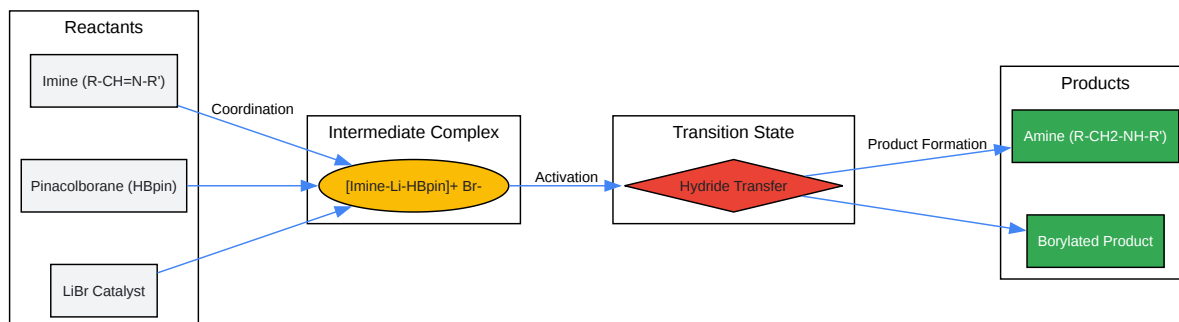 Reactants
Imine (R-CH=N-R')
Pinacolborane (HBpin)
LiBr Catalyst
Coordination
Intermediate Complex
[Imine-Li-HBpin]+ Br-
Activation
Transition State
Hydride Transfer
Product Formation
Products
Amine (R-CH2-NH-R')
Borylated Product